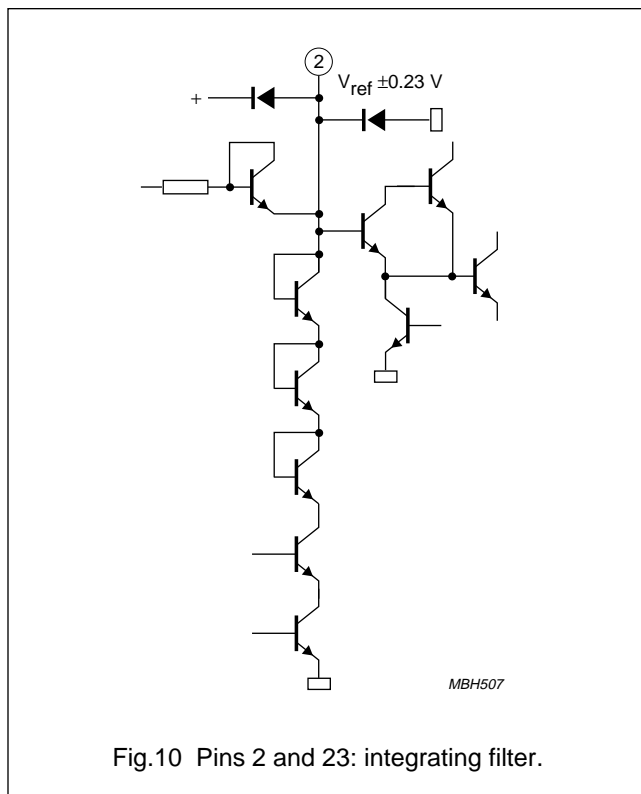 2
V_ref ±0.23 V
+
MBH507
Fig.10 Pins 2 and 23: integrating filter.